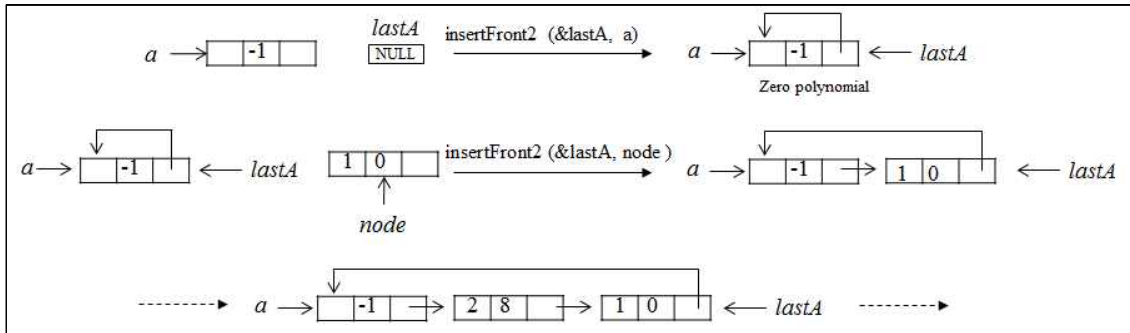 lastA
a -1 NULL insertFront2 (&lastA, a) a -1 lastA
Zero polynomial
a -1 lastA 1 0 insertFront2 (&lastA, node ) a -1 1 0 lastA
node
a -1 2 8 1 0 lastA